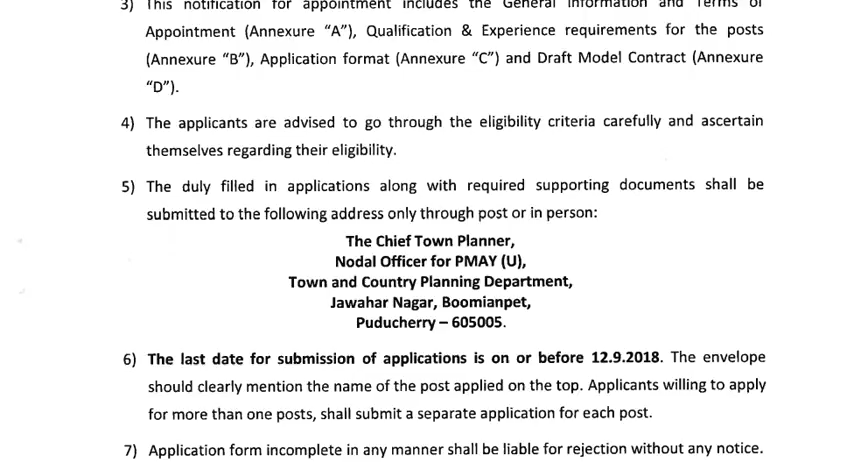 3) This notification for appointment includes the General Information and Terms of
Appointment (Annexure "A"), Qualification & Experience requirements for the posts
(Annexure "B"), Application format (Annexure "C") and Draft Model Contract (Annexure
"D").
4) The applicants are advised to go through the eligibility criteria carefully and ascertain
themselves regarding their eligibility.
5) The duly filled in applications along with required supporting documents shall be
submitted to the following address only through post or in person:
The Chief Town Planner,
Nodal Officer for PMAY (U),
Town and Country Planning Department,
Jawahar Nagar, Boomianpet,
Puducherry – 605005.
6) The last date for submission of applications is on or before 12.9.2018. The envelope
should clearly mention the name of the post applied on the top. Applicants willing to apply
for more than one posts, shall submit a separate application for each post.
7) Application form incomplete in any manner shall be liable for rejection without any notice.